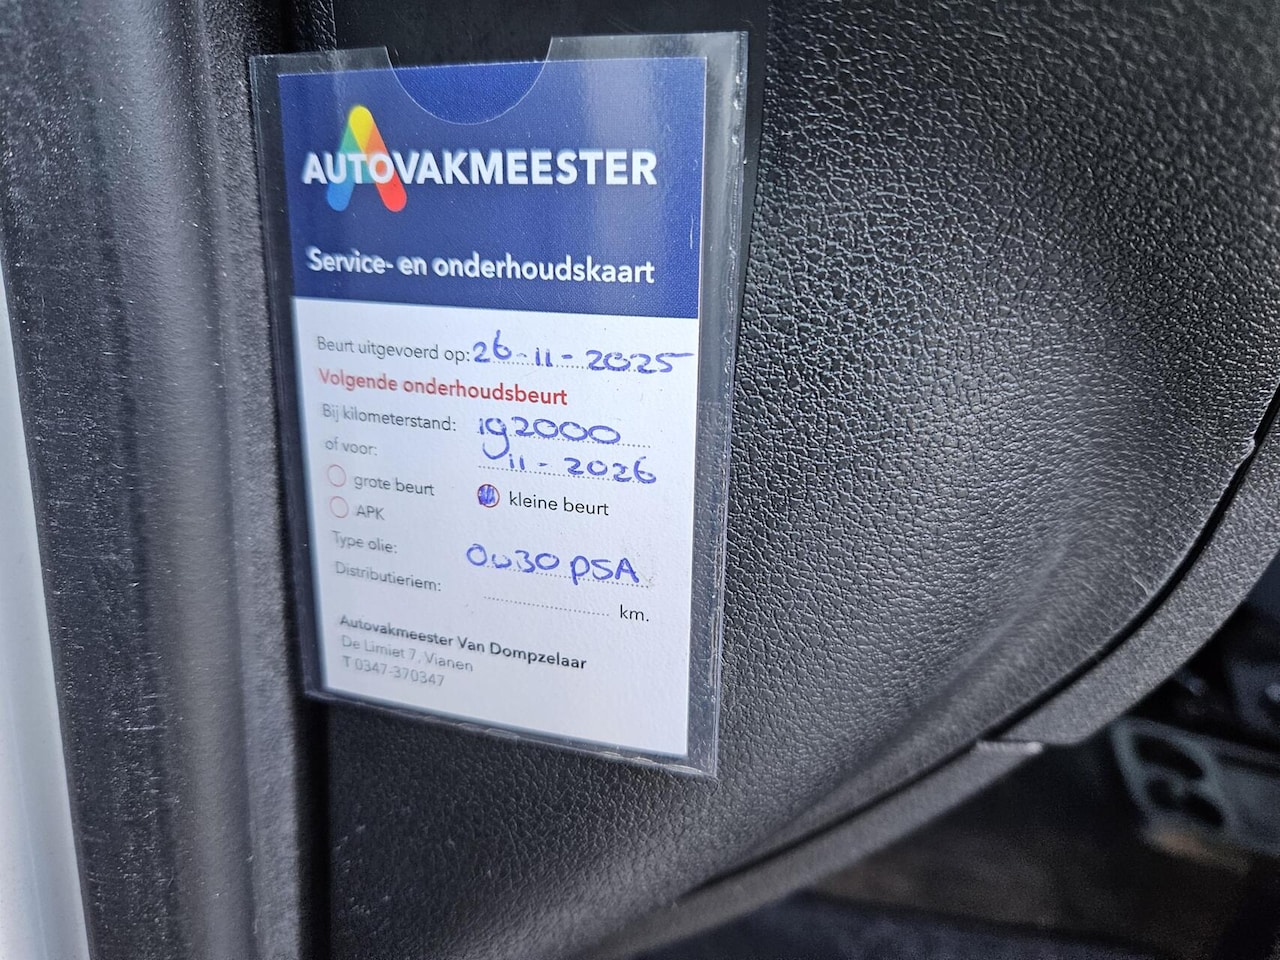 AUTOVAKMEESTER
Service- en onderhoudskaart
Beurt uitgevoerd op: 26-11-2025
Volgende onderhoudsbeurt
Bij kilometerstand: 192000
of voor: 11-2026
grote beurt kleine beurt
APK
Type olie: 0W30 PSA
Distributieriem: km.
Autovakmeester Van Dompzelaar
De Limiet 7, Vianen
T 0347-370347